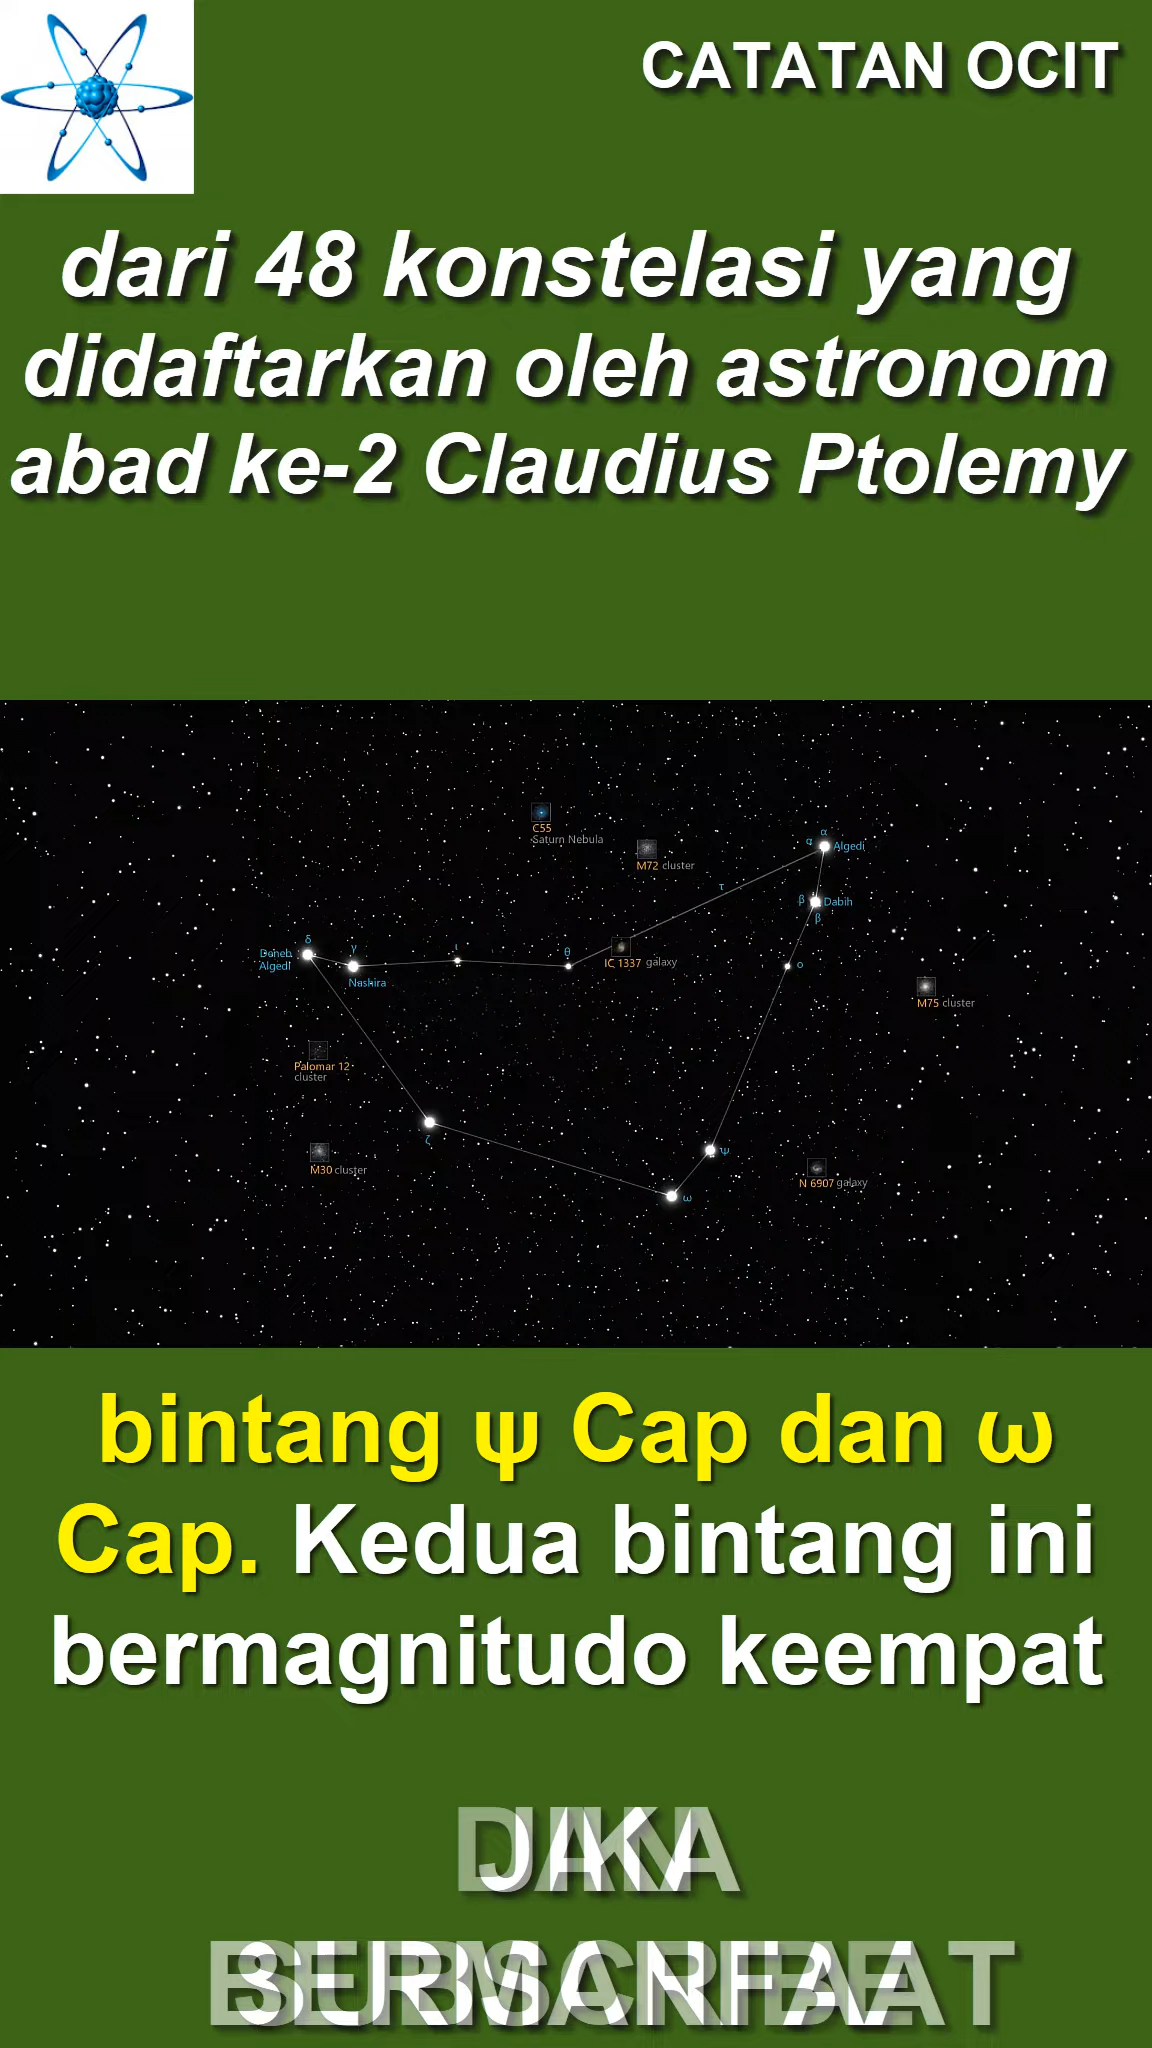 CATATAN OCIT
dari 48 konstelasi yang
didaftarkan oleh astronom
abad ke-2 Claudius Ptolemy
C55
Saturn Nebula
M72 cluster
α
α Algedi
τ
β Dabih
β
δ
Deneb
Algedi
γ
Nashira
ι
θ
IC 1337 galaxy
ο
M75 cluster
Palomar 12
cluster
ζ
ψ
M30 cluster
N 6907 galaxy
ω
bintang ψ Cap dan ω
Cap. Kedua bintang ini
bermagnitudo keempat
JIKA
BERMANFAAT